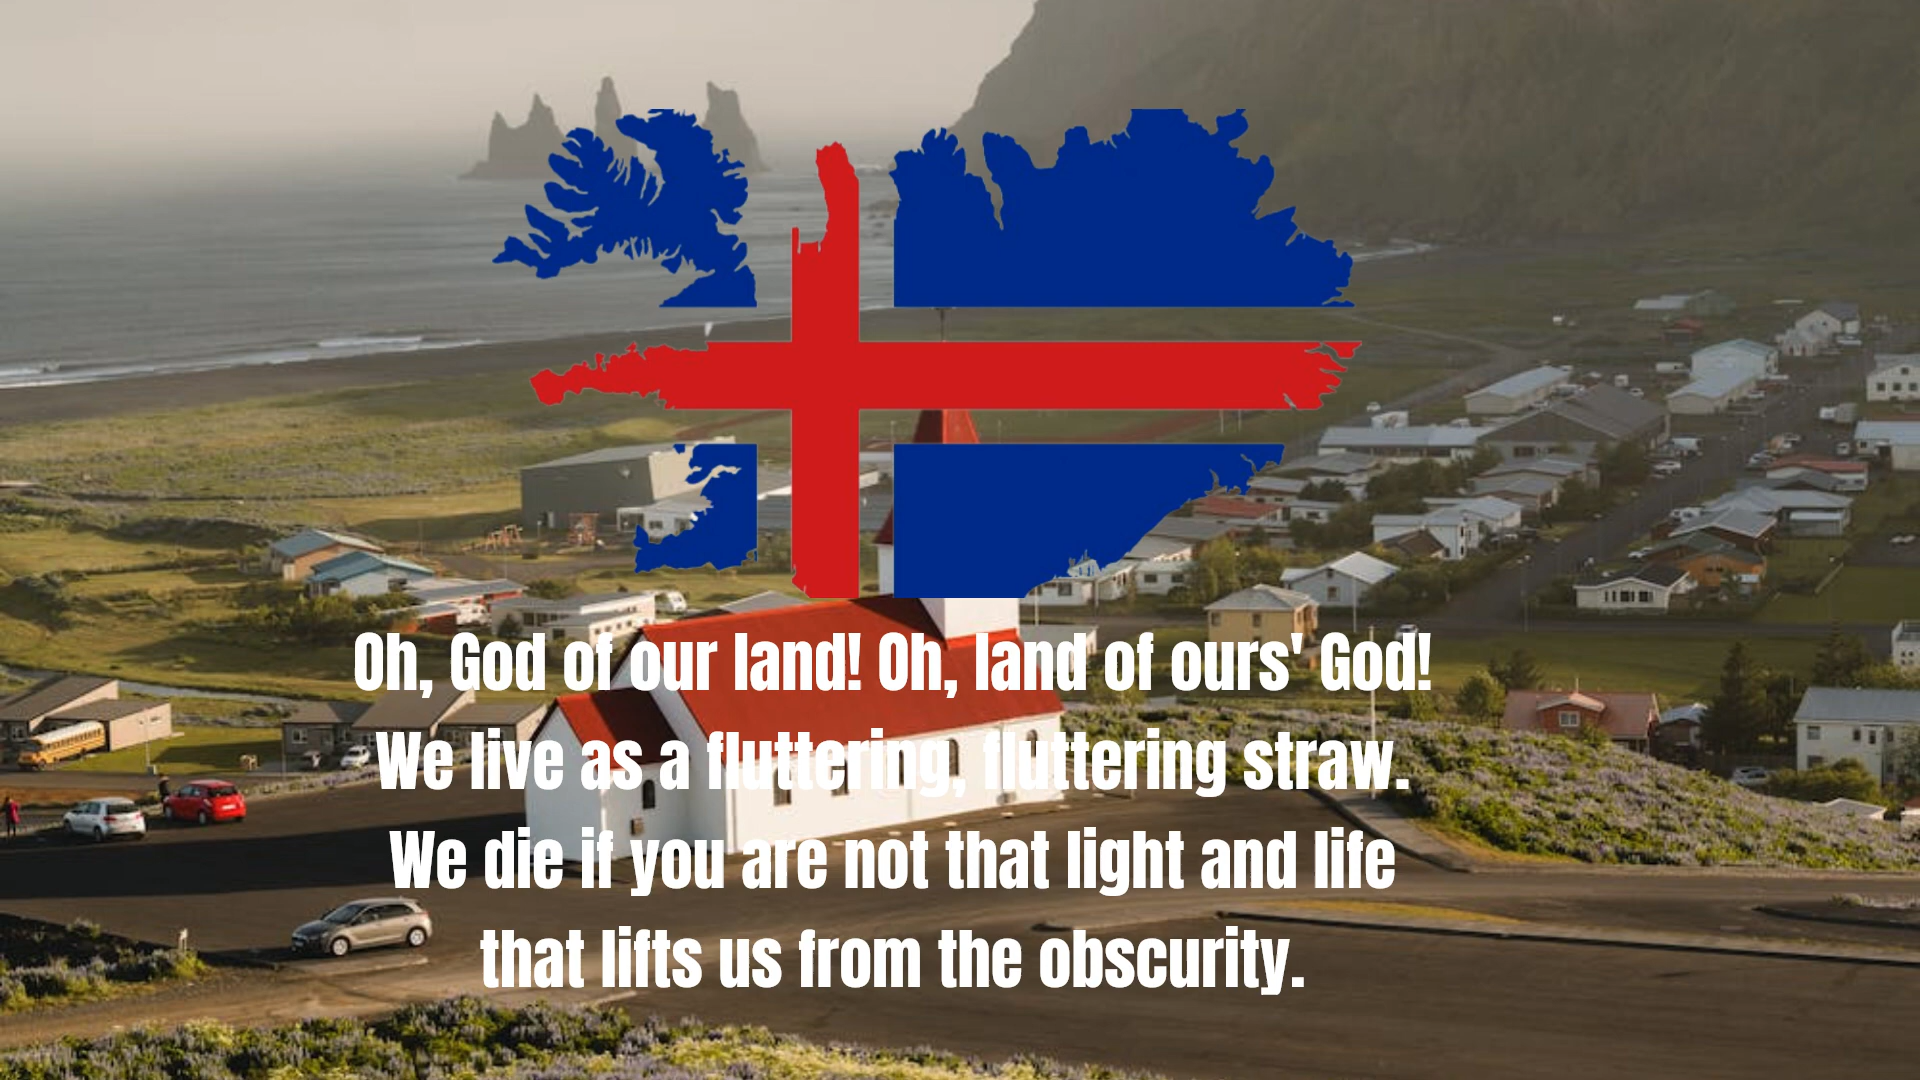 Oh, God of our land! Oh, land of ours' God!
We live as a fluttering, fluttering straw.
We die if you are not that light and life
that lifts us from the obscurity.